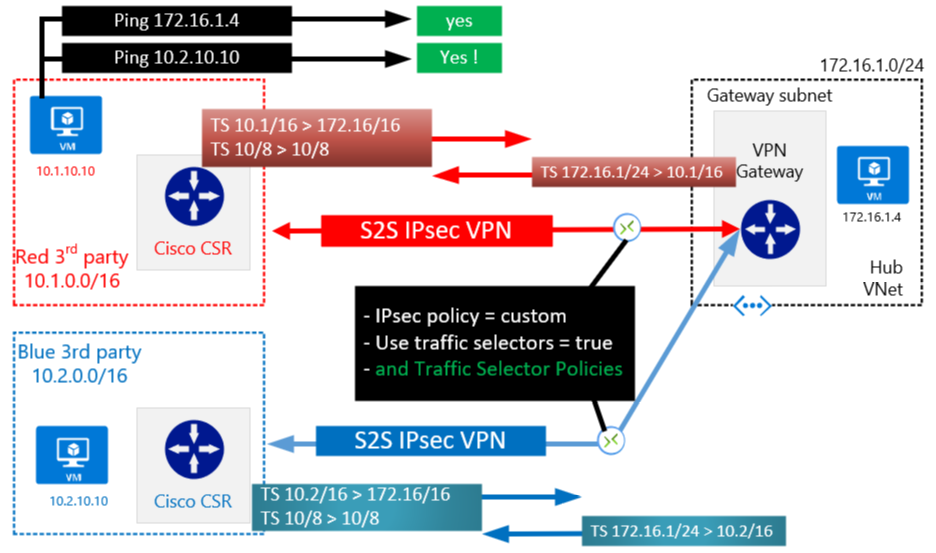 Ping 172.16.1.4
yes
Ping 10.2.10.10
Yes !
172.16.1.0/24
Gateway subnet
VM
10.1.10.10
TS 10.1/16 > 172.16/16
TS 10/8 > 10/8
TS 172.16.1/24 > 10.1/16
VPN
Gateway
VM
172.16.1.4
Cisco CSR
S2S IPsec VPN
Red 3rd party
10.1.0.0/16
Hub
VNet
- IPsec policy = custom
- Use traffic selectors = true
- and Traffic Selector Policies
Blue 3rd party
10.2.0.0/16
S2S IPsec VPN
VM
10.2.10.10
Cisco CSR
TS 10.2/16 > 172.16/16
TS 10/8 > 10/8
TS 172.16.1/24 > 10.2/16